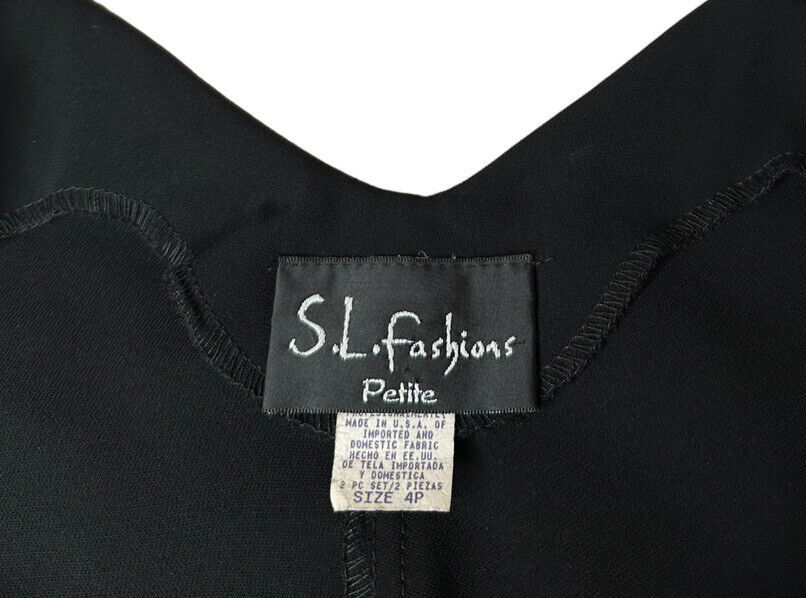 S.L. fashions
Petite
MADE IN U.S.A. OF
IMPORTED AND
DOMESTIC FABRIC
HECHO EN EE.UU.
DE TELA IMPORTADA
Y DOMESTICA
2 PC SET/2 PIEZAS
SIZE 4P